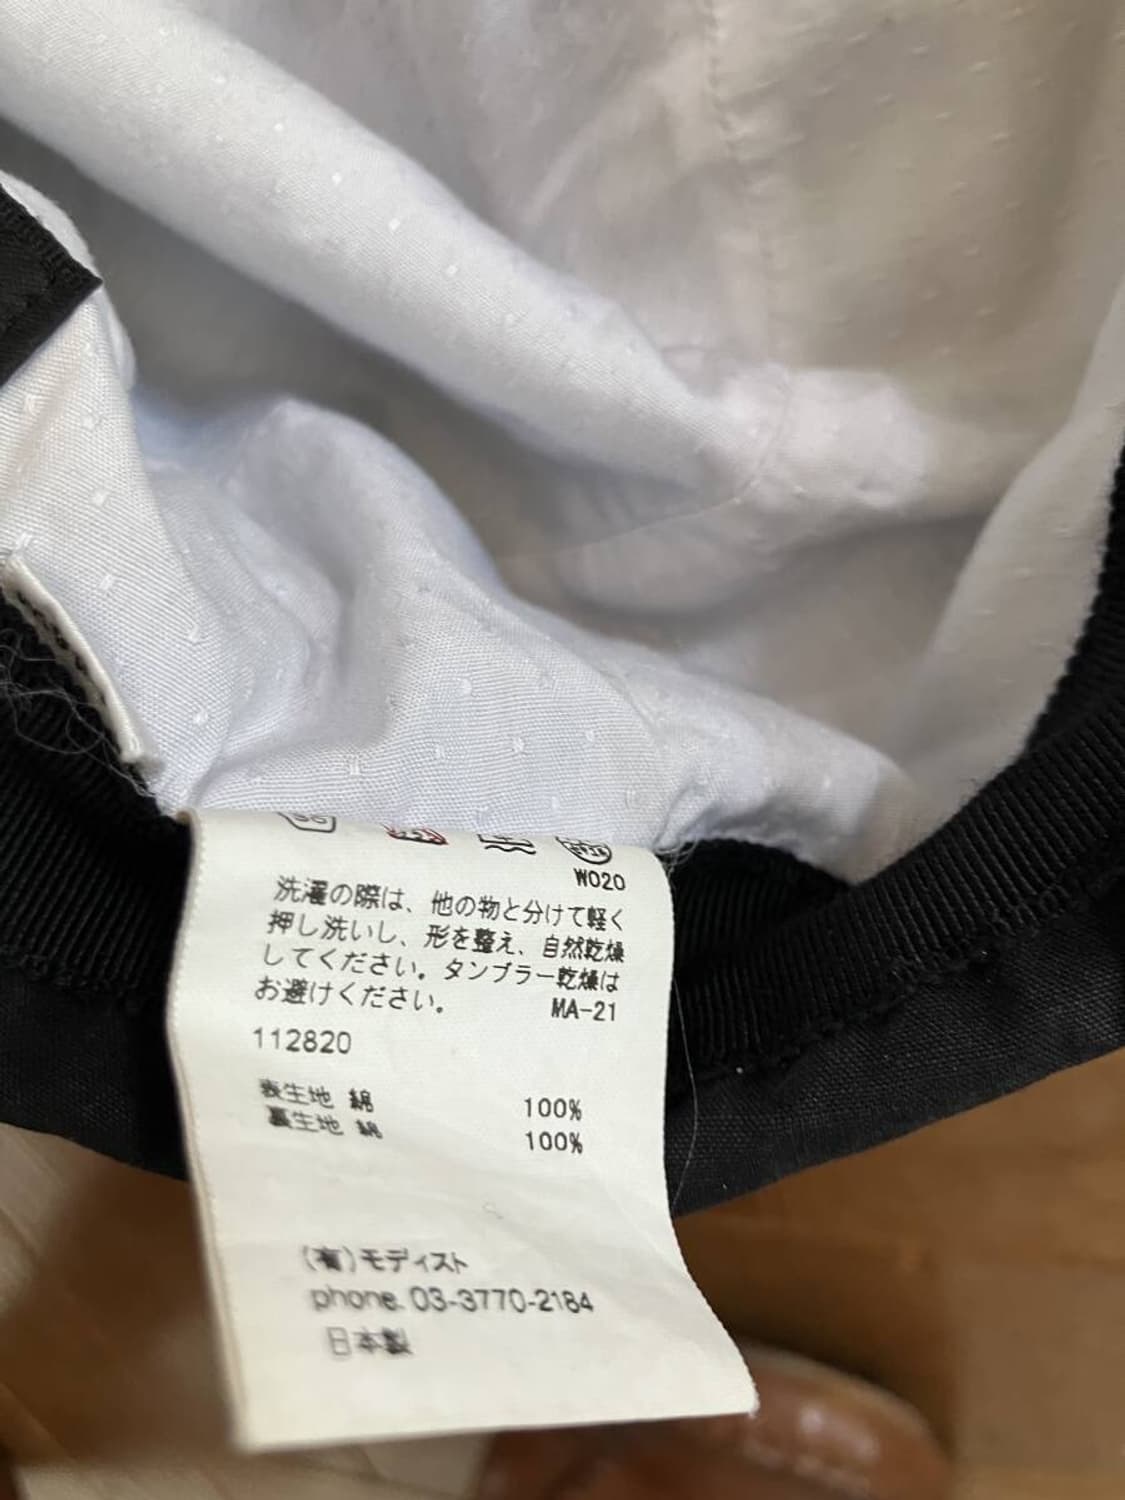 W020
洗濯の際は、他の物と分けて軽く
押し洗いし、形を整え、自然乾燥
してください。タンブラー乾燥は
お避けください。 MA-21
112820
表生地 綿 100%
裏生地 綿 100%
(有)モディスト
phone. 03-3770-2184
日本製